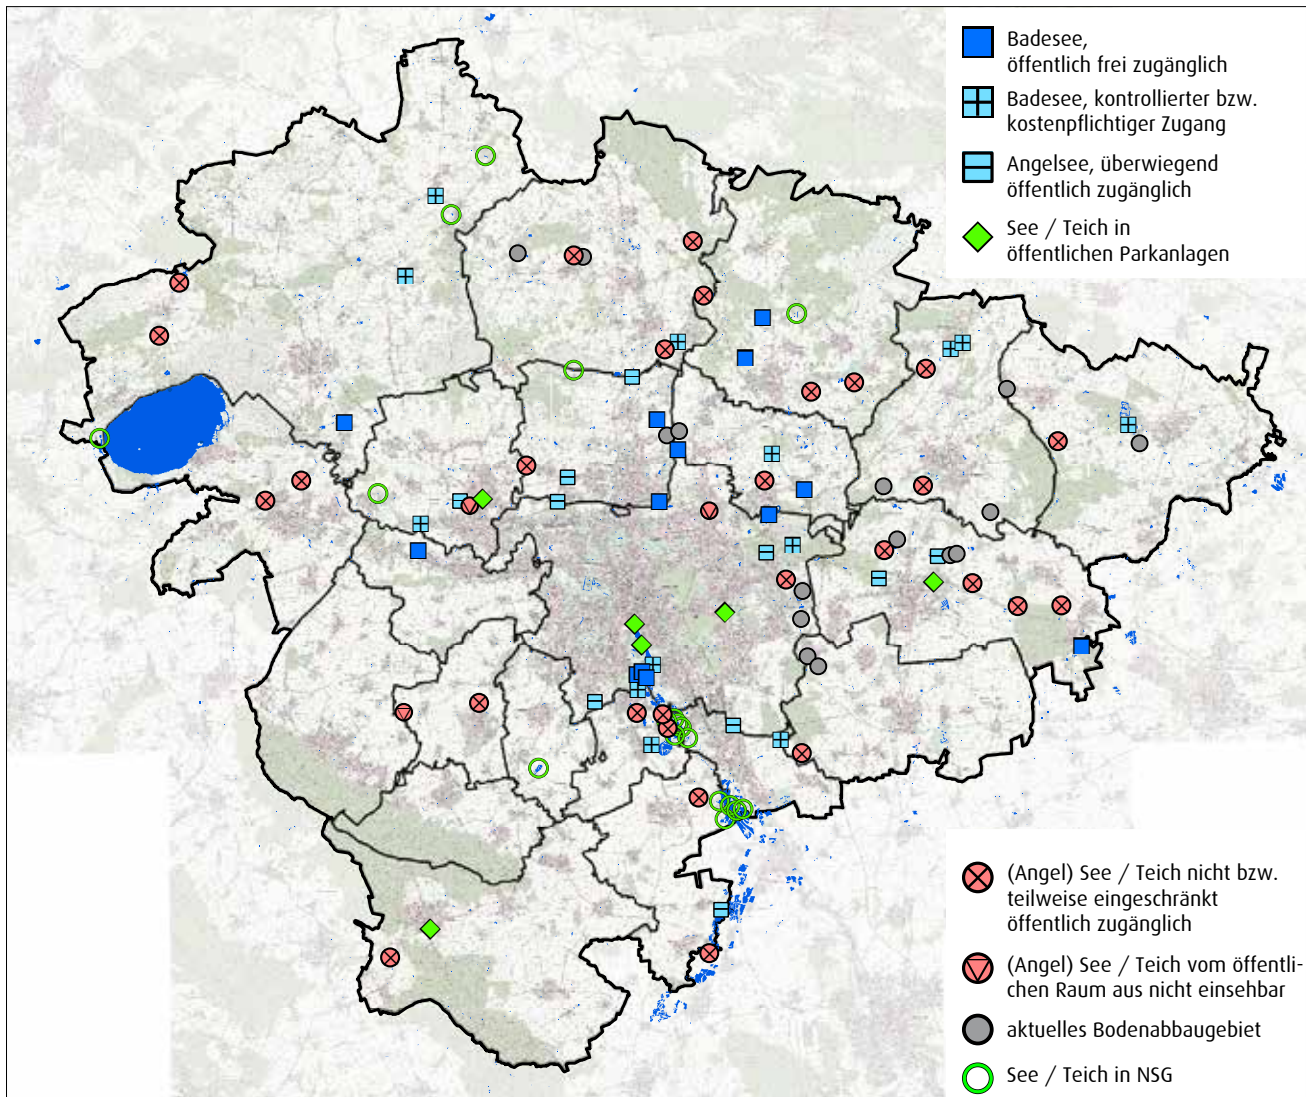 Badesee,
öffentlich frei zugänglich
Badesee, kontrollierter bzw.
kostenpflichtiger Zugang
Angelsee, überwiegend
öffentlich zugänglich
See / Teich in
öffentlichen Parkanlagen
(Angel) See / Teich nicht bzw.
teilweise eingeschränkt
öffentlich zugänglich
(Angel) See / Teich vom öffentli-
chen Raum aus nicht einsehbar
aktuelles Bodenabbaugebiet
See / Teich in NSG